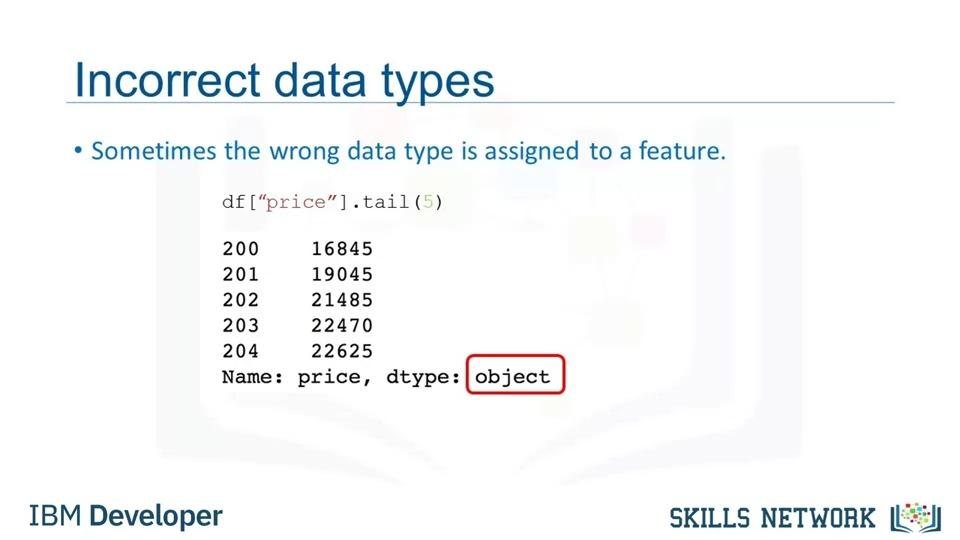 Incorrect data types
• Sometimes the wrong data type is assigned to a feature.
df[“price”].tail(5)
200 16845
201 19045
202 21485
203 22470
204 22625
Name: price, dtype: object
IBM Developer
SKILLS NETWORK